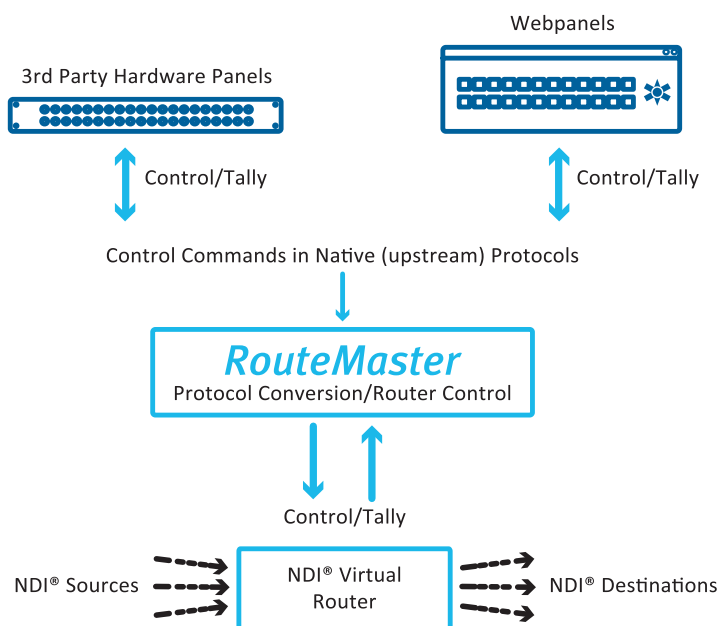 Webpanels
3rd Party Hardware Panels
Control/Tally
Control/Tally
Control Commands in Native (upstream) Protocols
RouteMaster
Protocol Conversion/Router Control
Control/Tally
NDI® Sources
NDI® Virtual
Router
NDI® Destinations